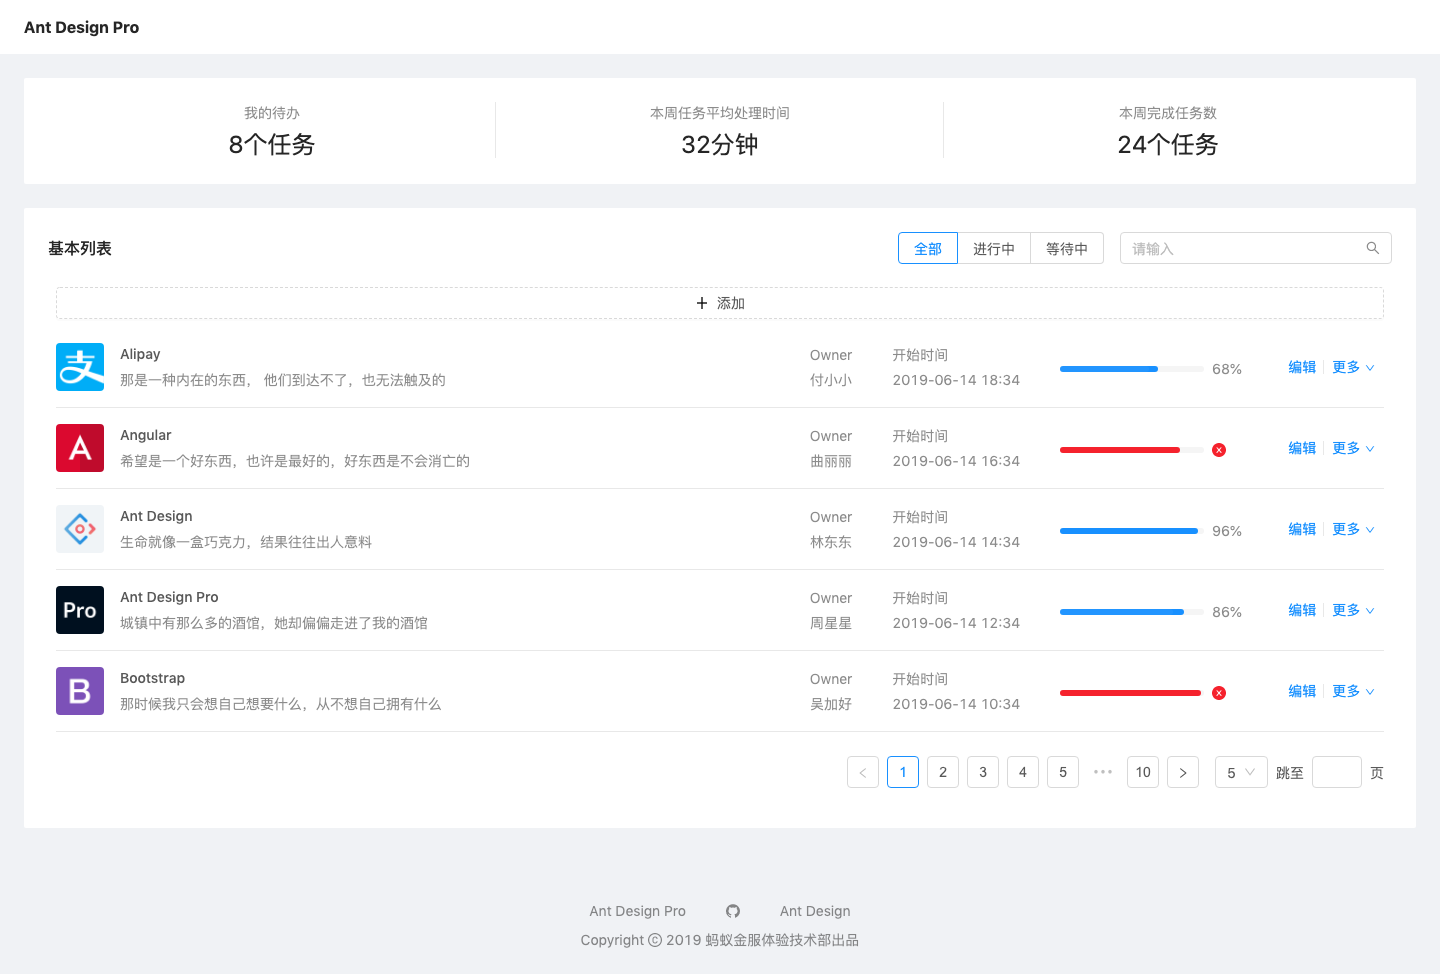 Ant Design Pro
我的待办 本周任务平均处理时间 本周完成任务数
8个任务 32分钟 24个任务
基本列表 全部 进行中 等待中 请输入
添加
支 Alipay Owner 开始时间 68% 编辑 更多
那是一种内在的东西， 他们到达不了，也无法触及的 付小小 2019-06-14 18:34
A Angular Owner 开始时间 编辑 更多
希望是一个好东西，也许是最好的，好东西是不会消亡的 曲丽丽 2019-06-14 16:34
Ant Design Owner 开始时间 96% 编辑 更多
生命就像一盒巧克力，结果往往出人意料 林东东 2019-06-14 14:34
Pro Ant Design Pro Owner 开始时间 86% 编辑 更多
城镇中有那么多的酒馆，她却偏偏走进了我的酒馆 周星星 2019-06-14 12:34
B Bootstrap Owner 开始时间 编辑 更多
那时候我只会想自己想要什么，从不想自己拥有什么 吴加好 2019-06-14 10:34
< 1 2 3 4 5 ••• 10 > 5 跳至 页
Ant Design Pro Ant Design
Copyright © 2019 蚂蚁金服体验技术部出品